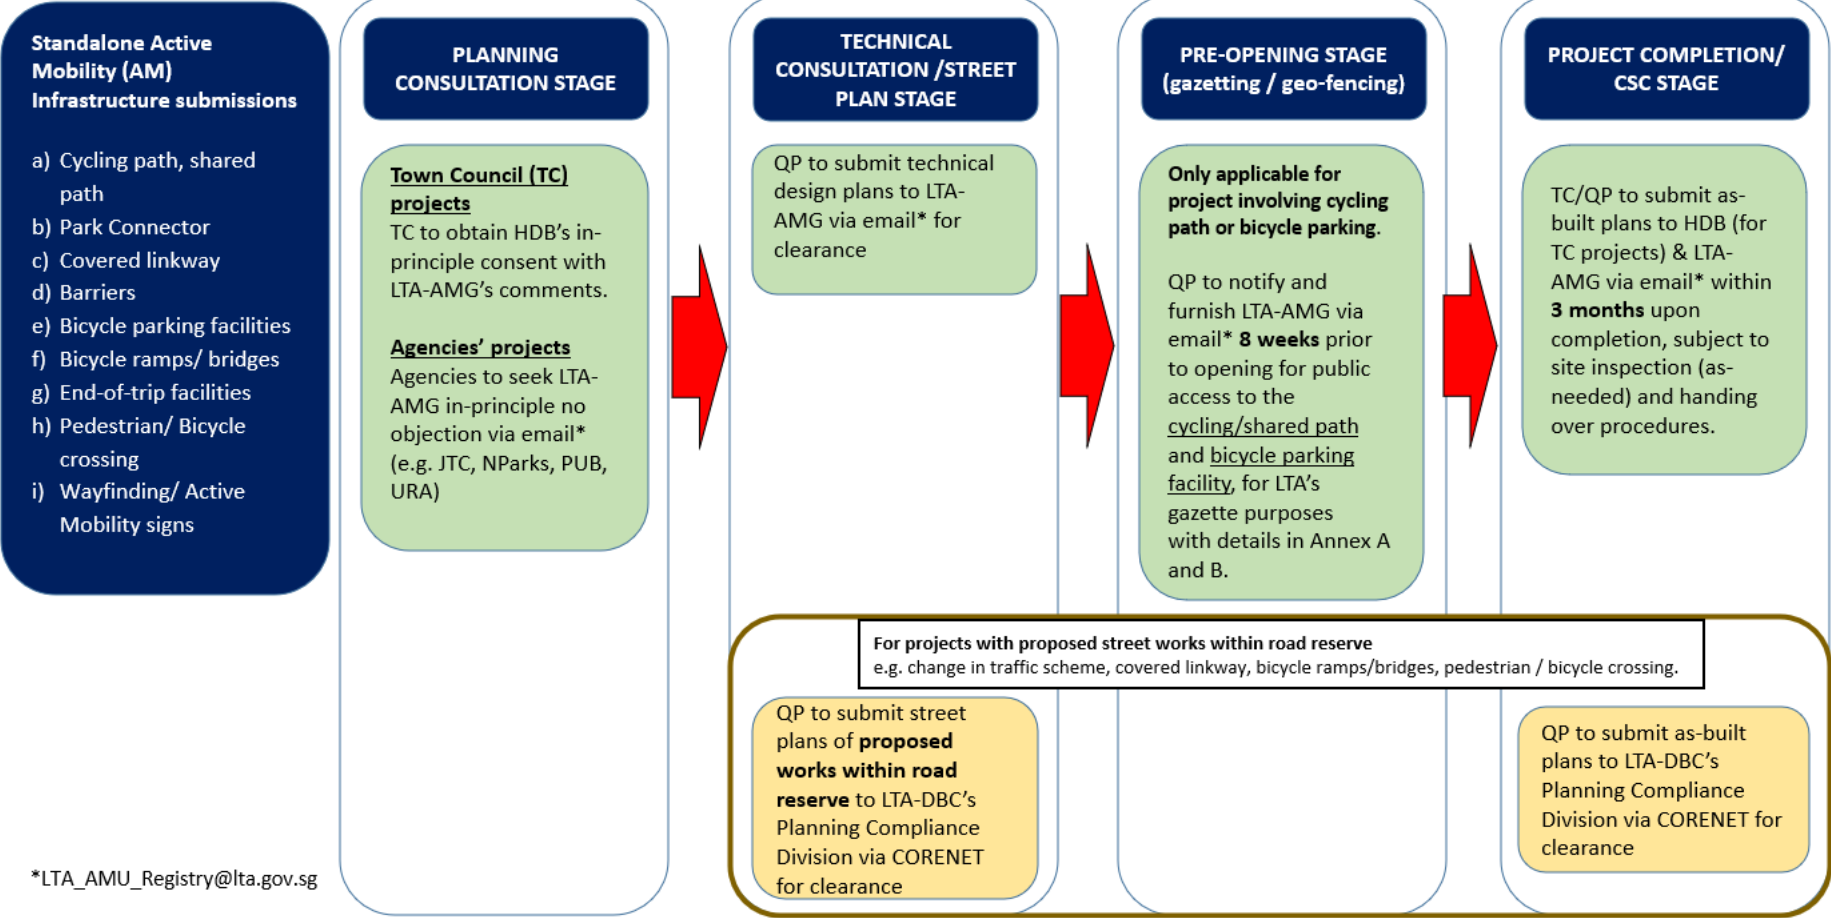 Standalone Active
Mobility (AM)
Infrastructure submissions
a) Cycling path, shared
path
b) Park Connector
c) Covered linkway
d) Barriers
e) Bicycle parking facilities
f) Bicycle ramps/ bridges
g) End-of-trip facilities
h) Pedestrian/ Bicycle
crossing
i) Wayfinding/ Active
Mobility signs
*LTA_AMU_Registry@lta.gov.sg
PLANNING
CONSULTATION STAGE
Town Council (TC)
projects
TC to obtain HDB's in-
principle consent with
LTA-AMG's comments.
Agencies' projects
Agencies to seek LTA-
AMG in-principle no
objection via email*
(e.g. JTC, NParks, PUB,
URA)
TECHNICAL
CONSULTATION /STREET
PLAN STAGE
QP to submit technical
design plans to LTA-
AMG via email* for
clearance
PRE-OPENING STAGE
(gazetting / geo-fencing)
Only applicable for
project involving cycling
path or bicycle parking.
QP to notify and
furnish LTA-AMG via
email* 8 weeks prior
to opening for public
access to the
cycling/shared path
and bicycle parking
facility, for LTA's
gazette purposes
with details in Annex A
and B.
PROJECT COMPLETION/
CSC STAGE
TC/QP to submit as-
built plans to HDB (for
TC projects) & LTA-
AMG via email* within
3 months upon
completion, subject to
site inspection (as-
needed) and handing
over procedures.
For projects with proposed street works within road reserve
e.g. change in traffic scheme, covered linkway, bicycle ramps/bridges, pedestrian / bicycle crossing.
QP to submit street
plans of proposed
works within road
reserve to LTA-DBC's
Planning Compliance
Division via CORENET
for clearance
QP to submit as-built
plans to LTA-DBC's
Planning Compliance
Division via CORENET for
clearance